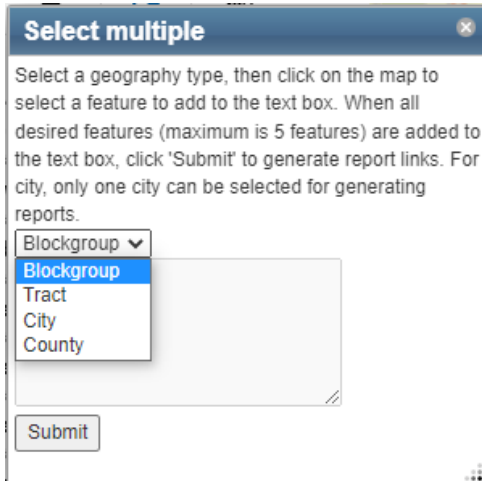 Select multiple
Select a geography type, then click on the map to
select a feature to add to the text box. When all
desired features (maximum is 5 features) are added to
the text box, click 'Submit' to generate report links. For
city, only one city can be selected for generating
reports.
Blockgroup
Blockgroup
Tract
City
County
Submit